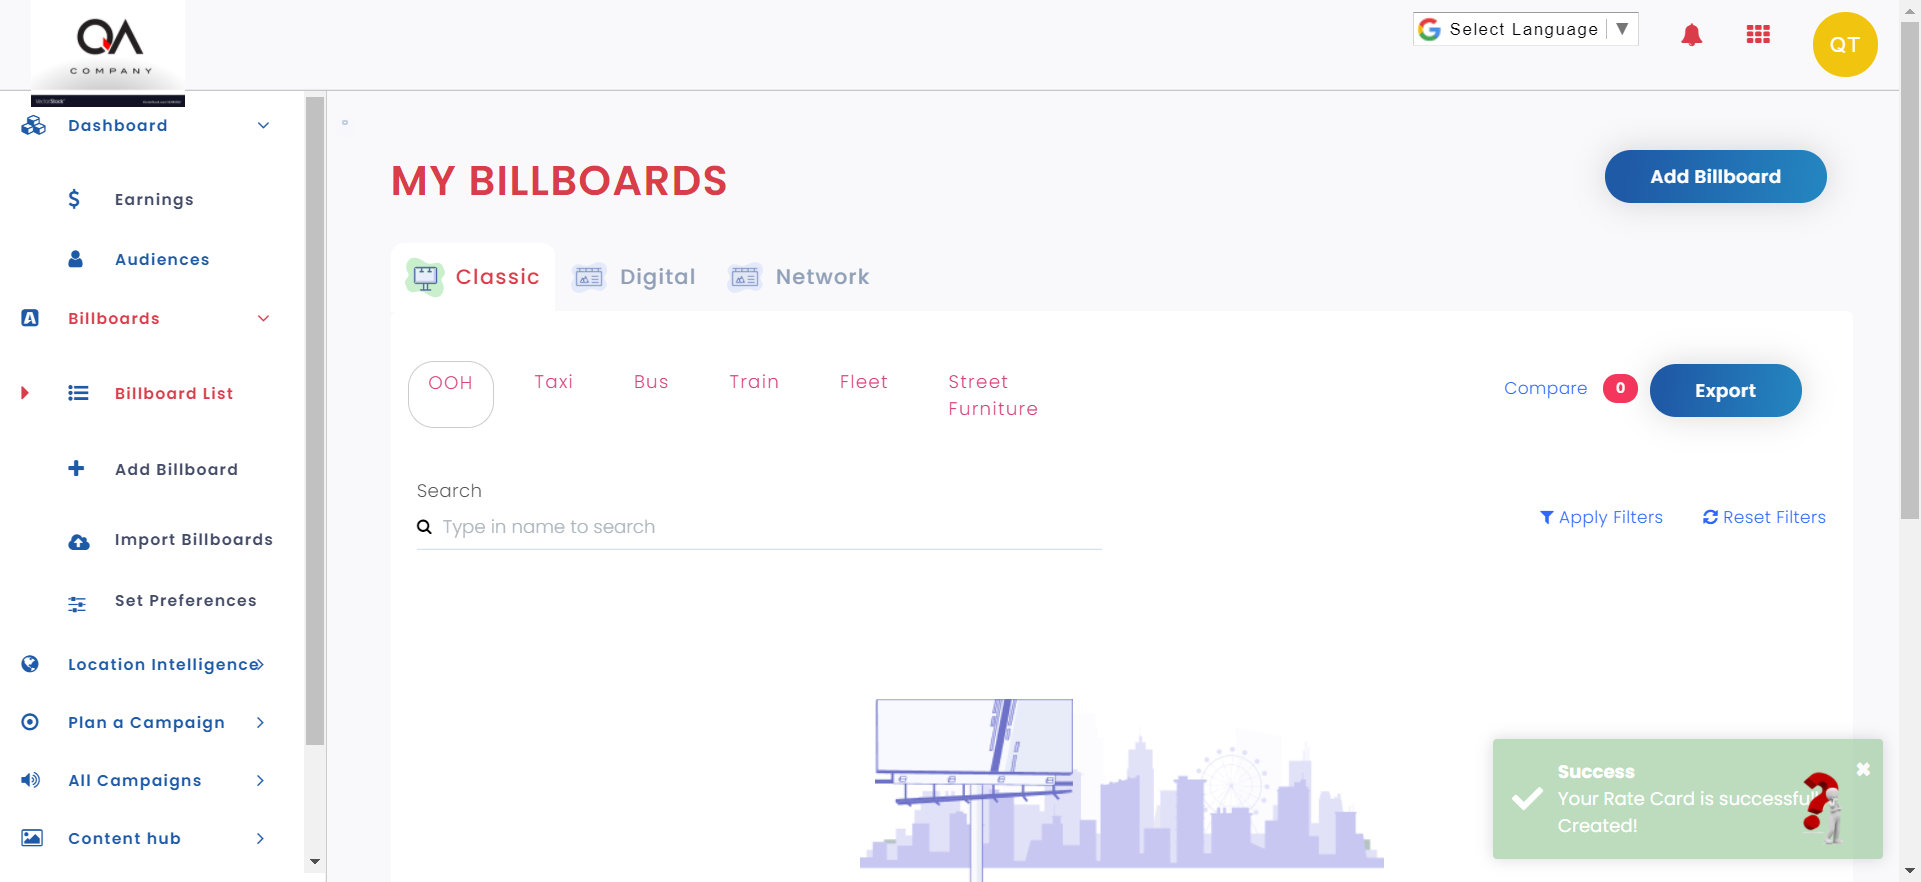 QA
COMPANY
Select Language
▼
QT
Dashboard
Earnings
Audiences
Billboards
Billboard List
Add Billboard
Import Billboards
Set Preferences
Location Intelligence
Plan a Campaign
All Campaigns
Content hub
MY BILLBOARDS
Add Billboard
Classic
Digital
Network
OOH
Taxi
Bus
Train
Fleet
Street
Furniture
Compare
0
Export
Search
Type in name to search
Apply Filters
Reset Filters
Success
Your Rate Card is successful
Created!